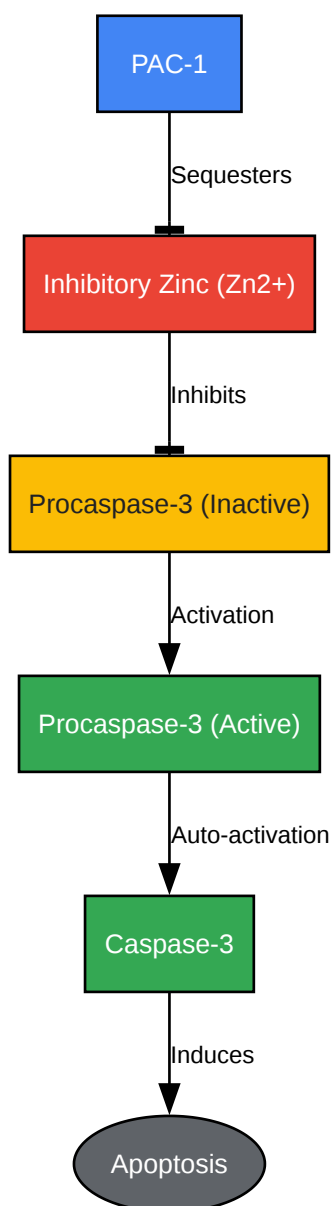 PAC-1
Sequesters
Inhibitory Zinc (Zn2+)
Inhibits
Procaspase-3 (Inactive)
Activation
Procaspase-3 (Active)
Auto-activation
Caspase-3
Induces
Apoptosis